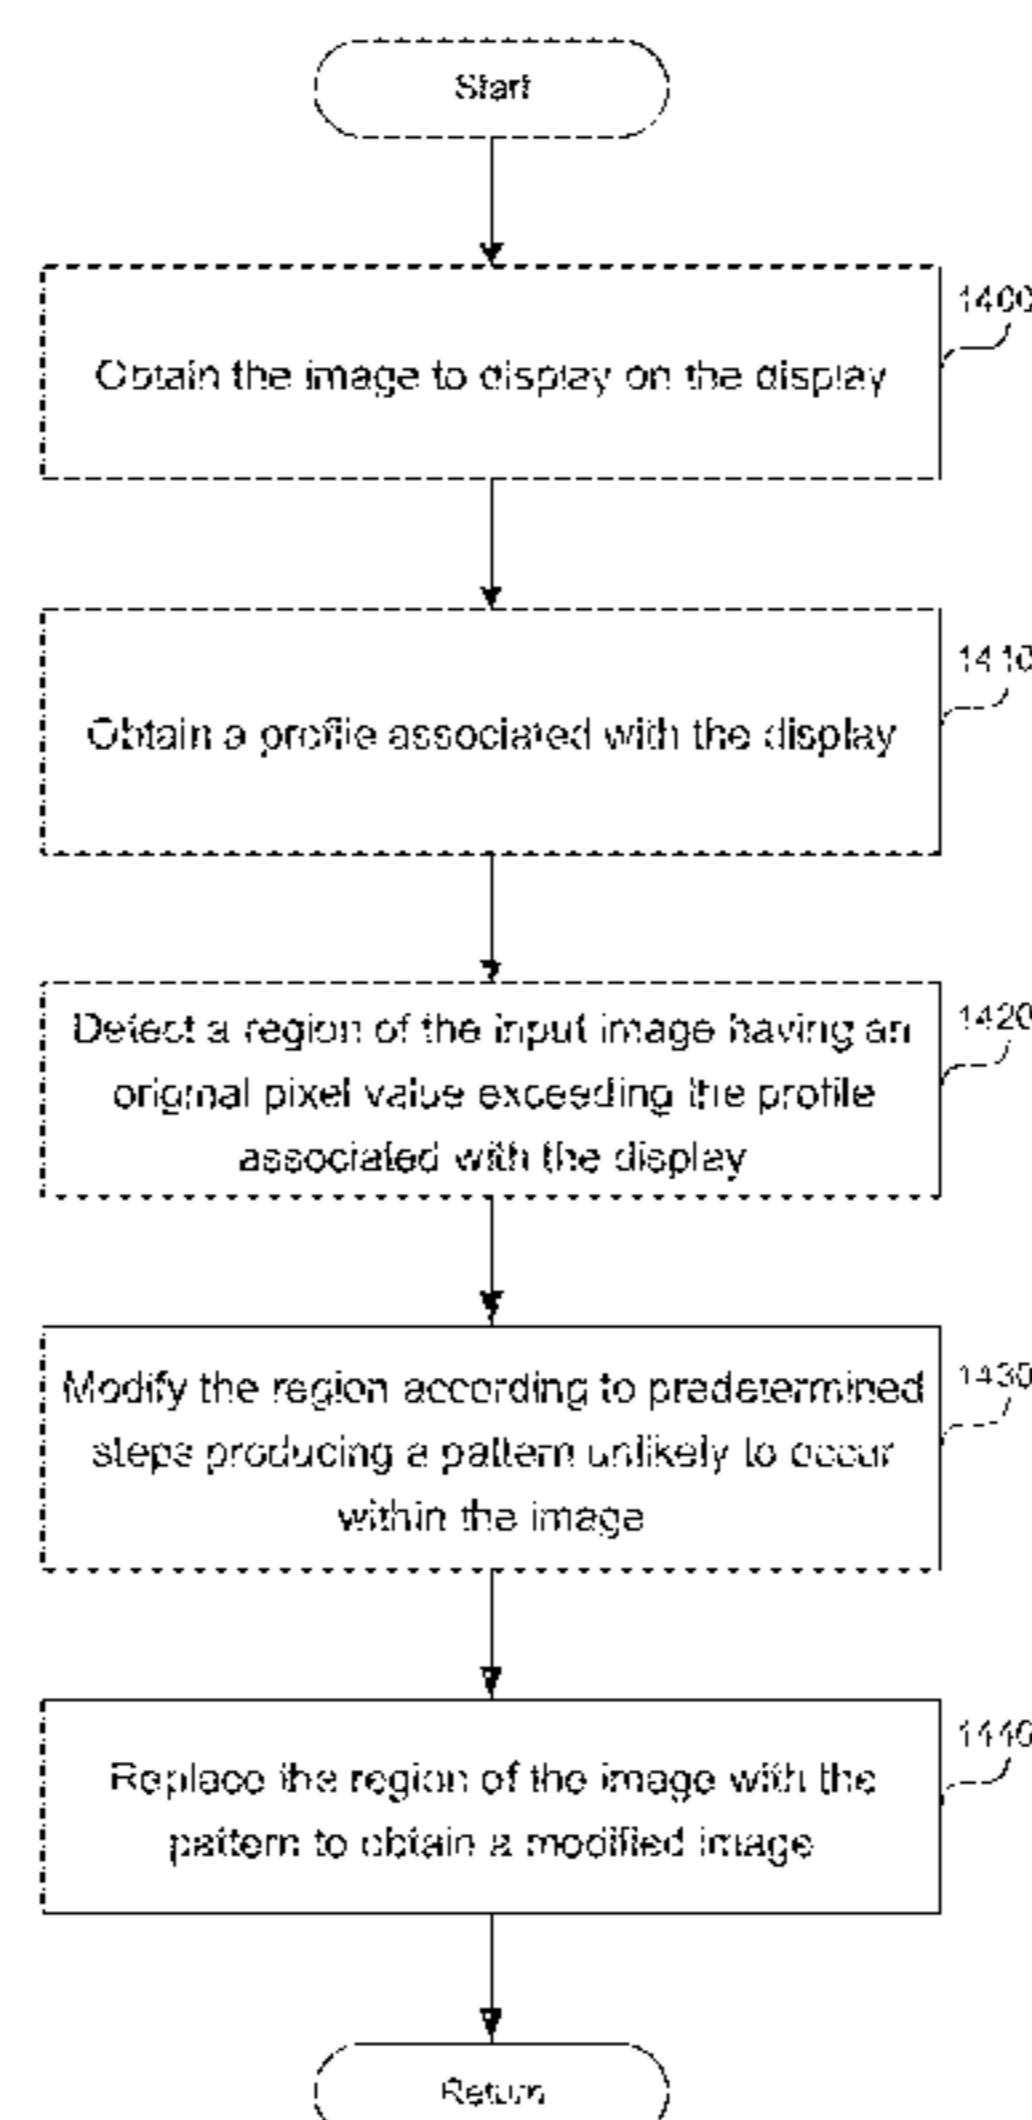 Start
1400
Obtain the image to display on the display
1410
Obtain a profile associated with the display
1420
Detect a region of the input image having an
original pixel value exceeding the profile
associated with the display
1430
Modify the region according to predetermined
steps producing a pattern unlikely to occur
within the image
1440
Replace the region of the image with the
pattern to obtain a modified image
Return